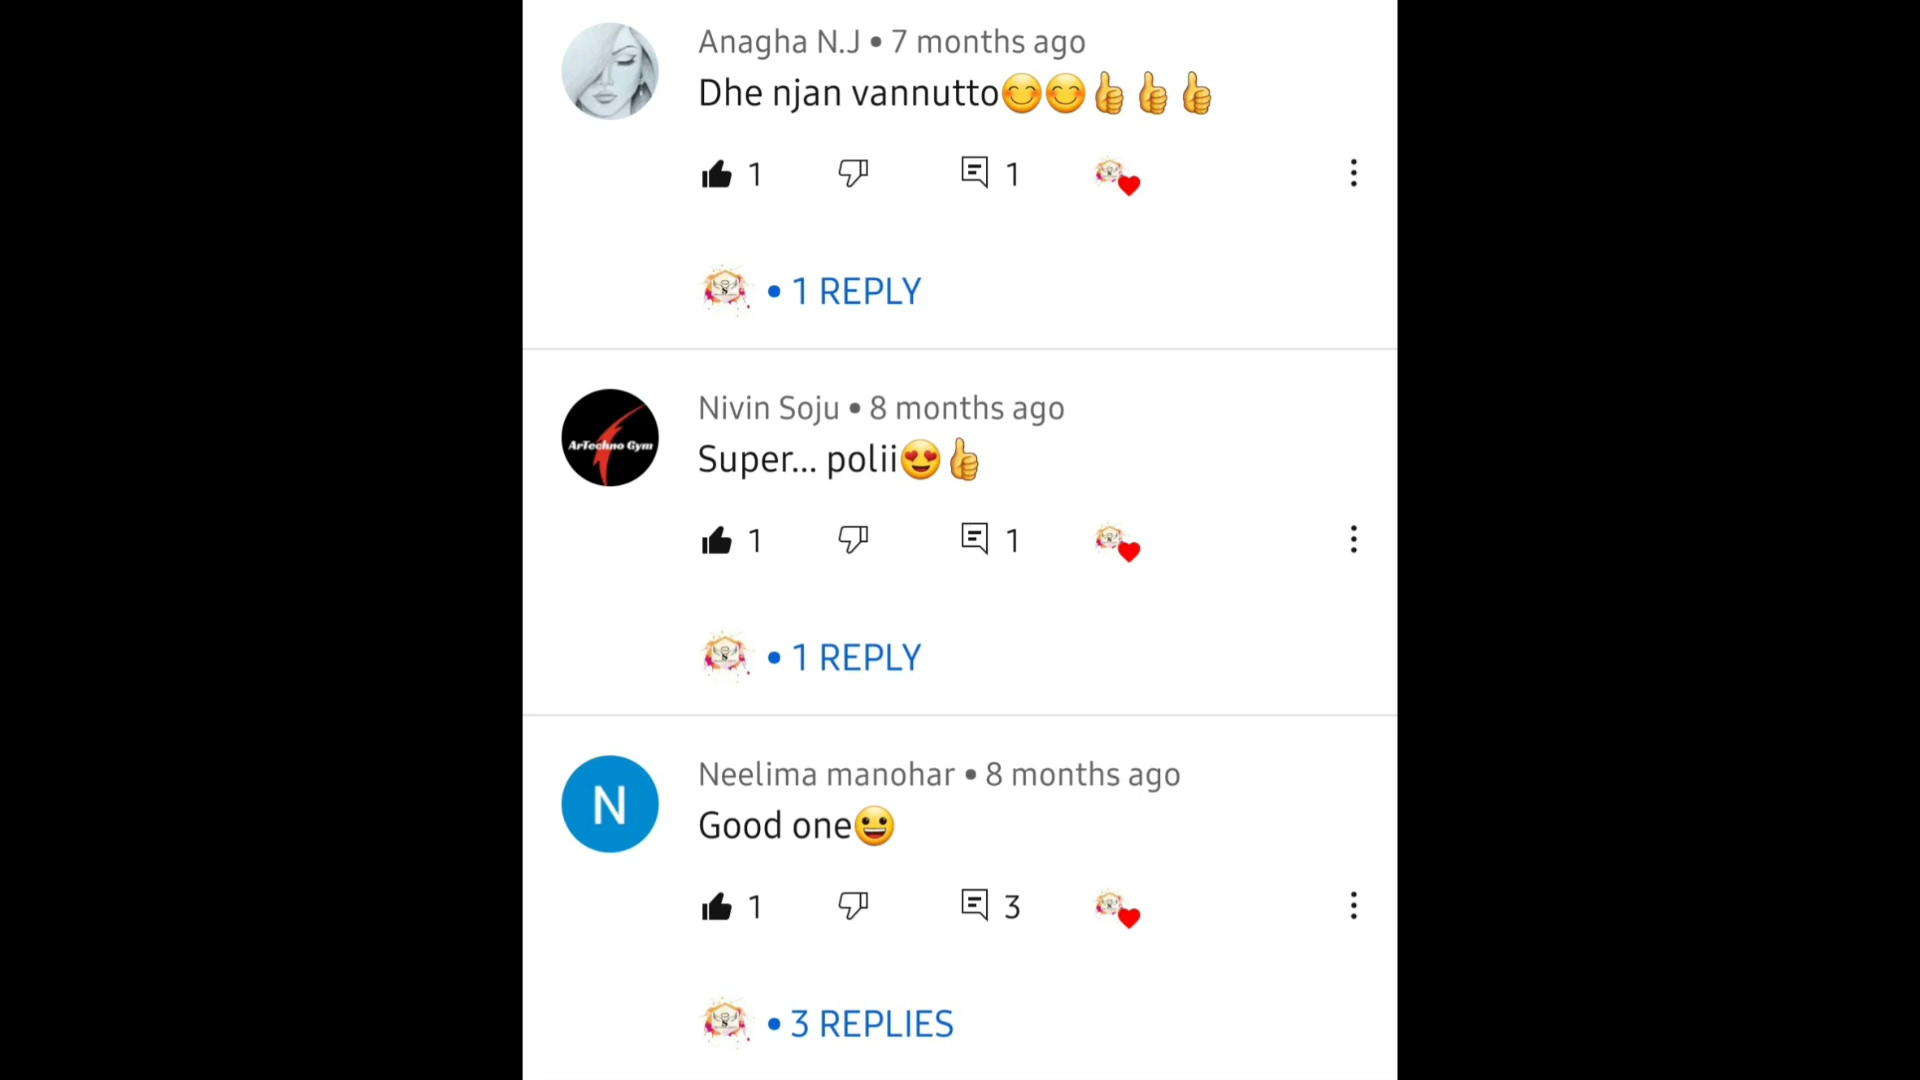 Anagha N.J • 7 months ago
Dhe njan vannutto😊😊👍👍👍
1 1
• 1 REPLY
ArTechno Gym
Nivin Soju • 8 months ago
Super... polii😍👍
1 1
• 1 REPLY
N
Neelima manohar • 8 months ago
Good one😀
1 3
• 3 REPLIES